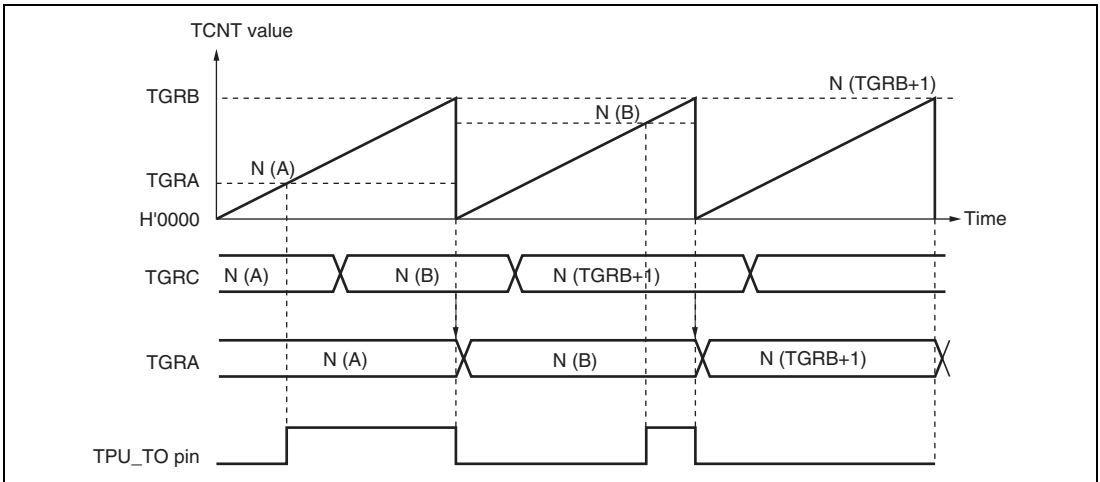 TCNT value
N (TGRB+1)
TGRB
N (B)
N (A)
TGRA
H'0000
Time
TGRC
N (A)
N (B)
N (TGRB+1)
TGRA
N (A)
N (B)
N (TGRB+1)
TPU_TO pin